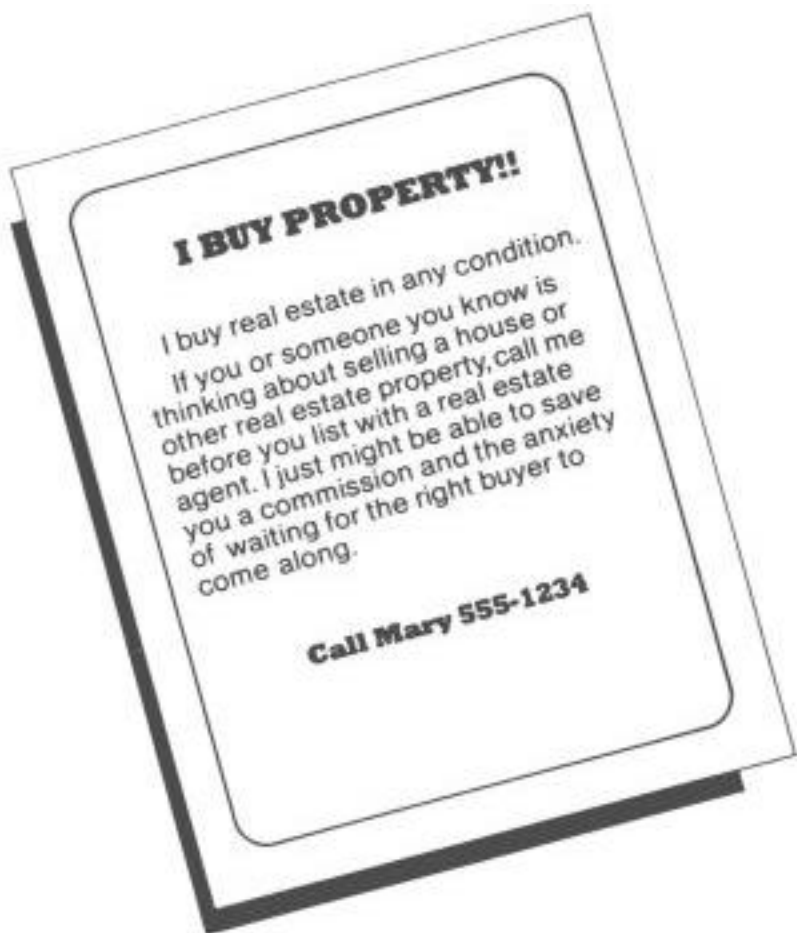 I BUY PROPERTY!!
I buy real estate in any condition.
If you or someone you know is
thinking about selling a house or
other real estate property, call me
before you list with a real estate
agent. I just might be able to save
you a commission and the anxiety
of waiting for the right buyer to
come along.
Call Mary 555-1234